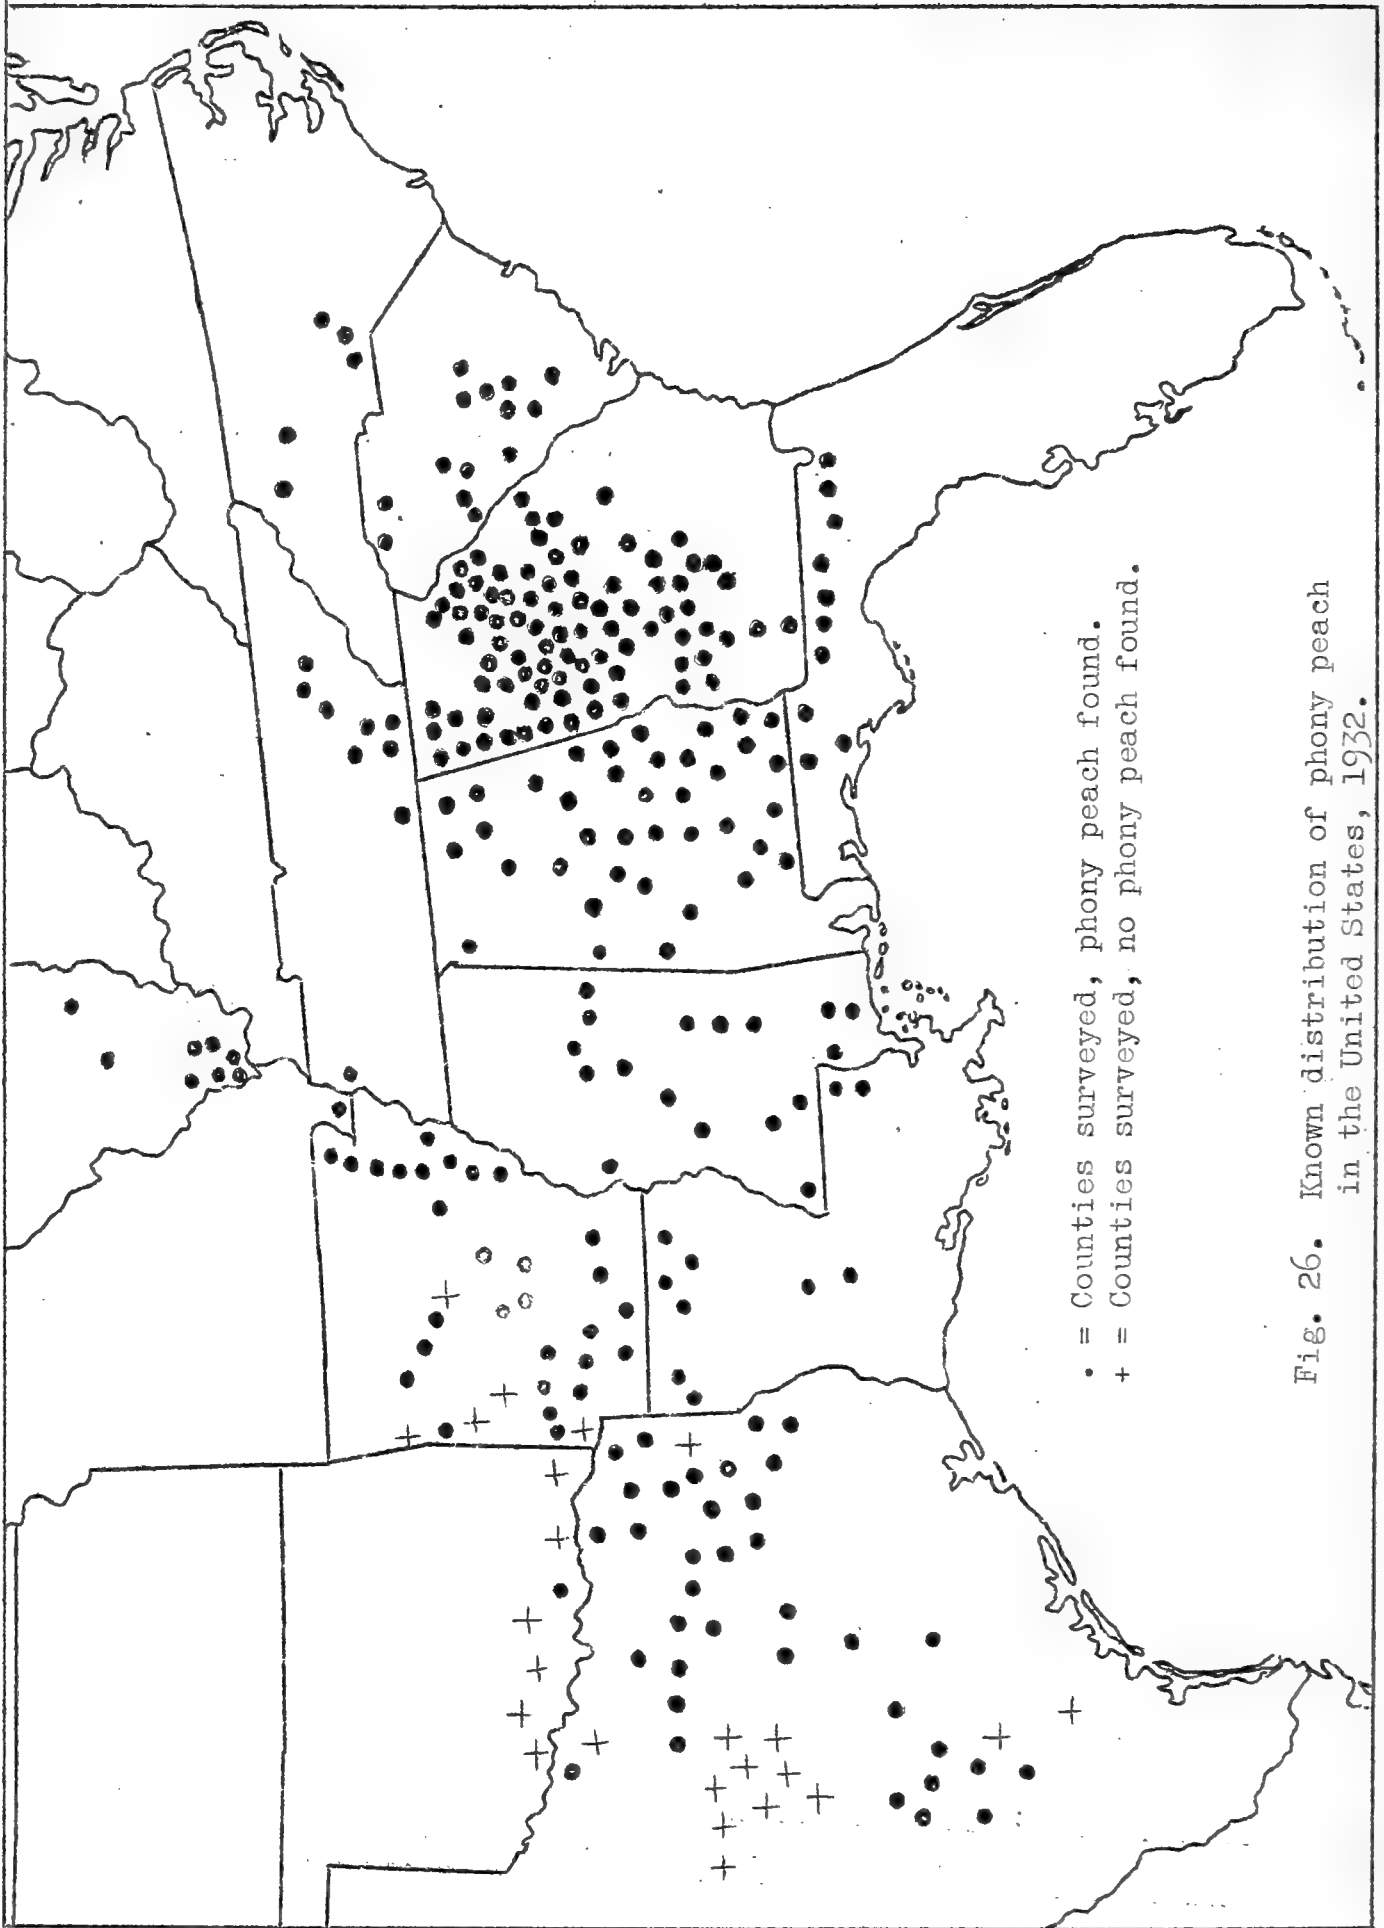 • = Counties surveyed, phony peach found.
+ = Counties surveyed, no phony peach found.
Fig. 26. Known distribution of phony peach
in the United States, 1932.